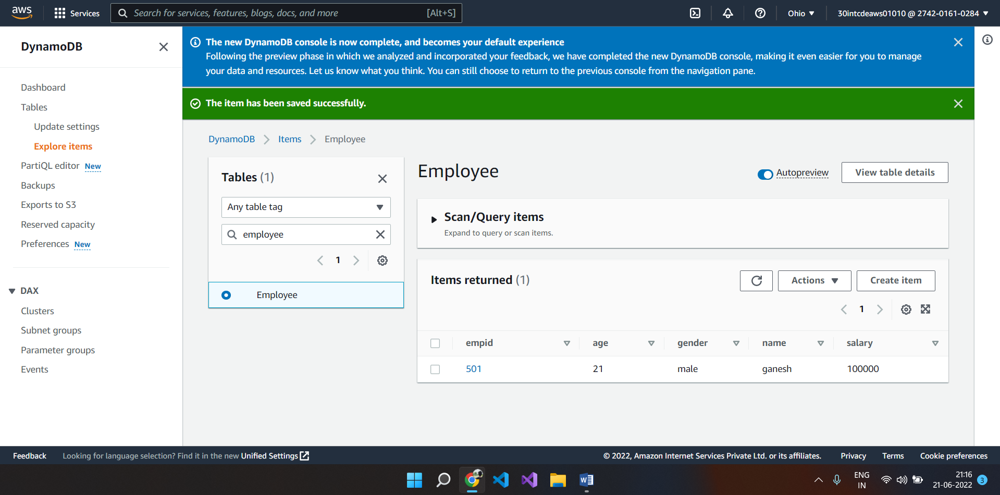 aws
Services
Search for services, features, blogs, docs, and more
[Alt+S]
Ohio
30intcdeaws01010 @ 2742-0161-0284
DynamoDB
Dashboard
Tables
Update settings
Explore items
PartiQL editor New
Backups
Exports to S3
Reserved capacity
Preferences New
DAX
Clusters
Subnet groups
Parameter groups
Events
The new DynamoDB console is now complete, and becomes your default experience
Following the preview phase in which we analyzed and incorporated your feedback, we have completed the new DynamoDB console, making it even easier for you to manage
your data and resources. Let us know what you think. You can still choose to return to the previous console from the navigation pane.
The item has been saved successfully.
DynamoDB Items Employee
Tables (1)
Any table tag
employee
1
Employee
Employee
Autopreview
View table details
Scan/Query items
Expand to query or scan items.
Items returned (1)
Actions
Create item
1
empid age gender name salary
501 21 male ganesh 100000
Feedback
Looking for language selection? Find it in the new Unified Settings
© 2022, Amazon Internet Services Private Ltd. or its affiliates.
Privacy
Terms
Cookie preferences
ENG
IN
21:16
21-06-2022
3